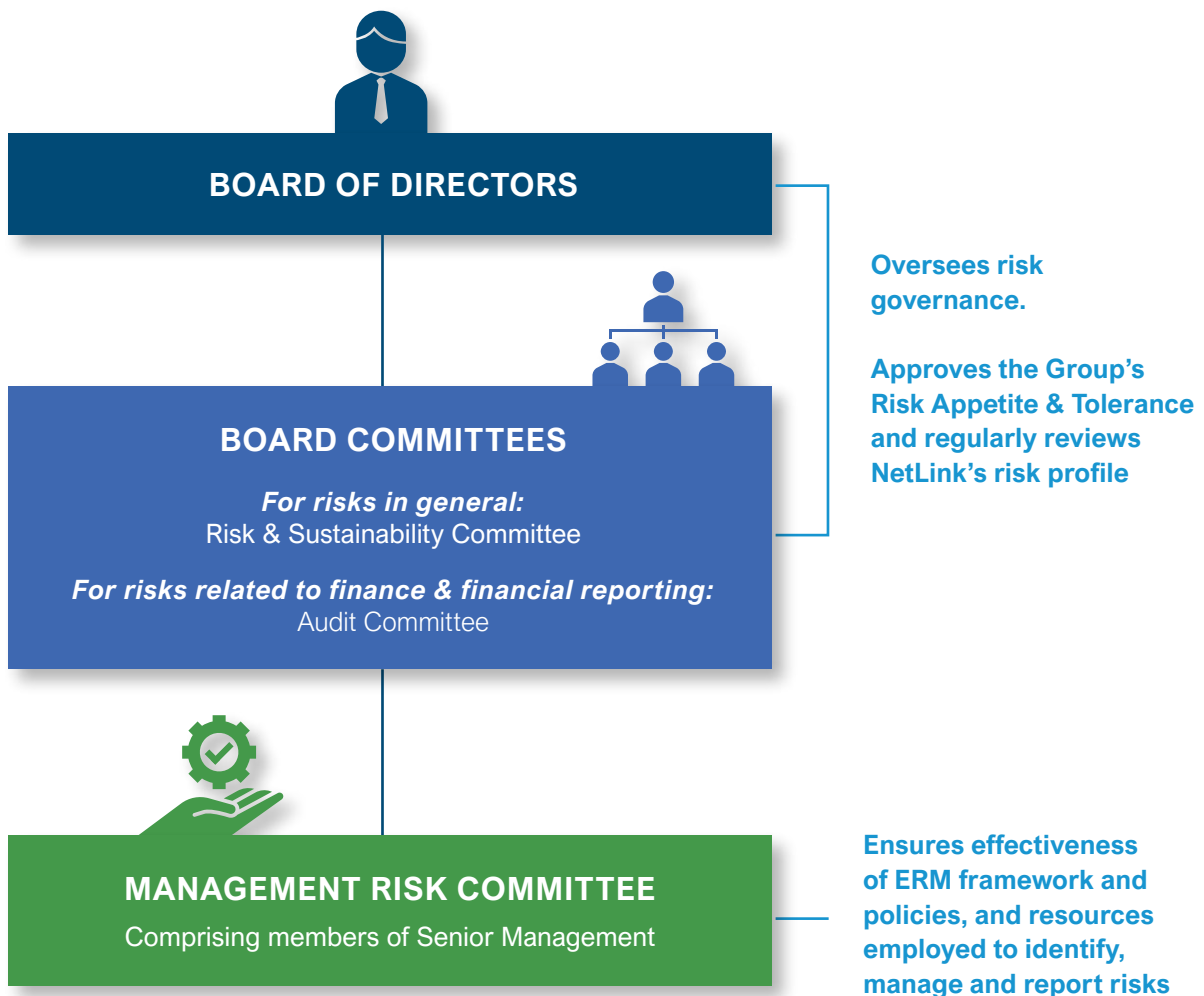 BOARD OF DIRECTORS
Oversees risk
governance.
Approves the Group’s
Risk Appetite & Tolerance
and regularly reviews
NetLink’s risk profile
BOARD COMMITTEES
For risks in general:
Risk & Sustainability Committee
For risks related to finance & financial reporting:
Audit Committee
MANAGEMENT RISK COMMITTEE
Comprising members of Senior Management
Ensures effectiveness
of ERM framework and
policies, and resources
employed to identify,
manage and report risks